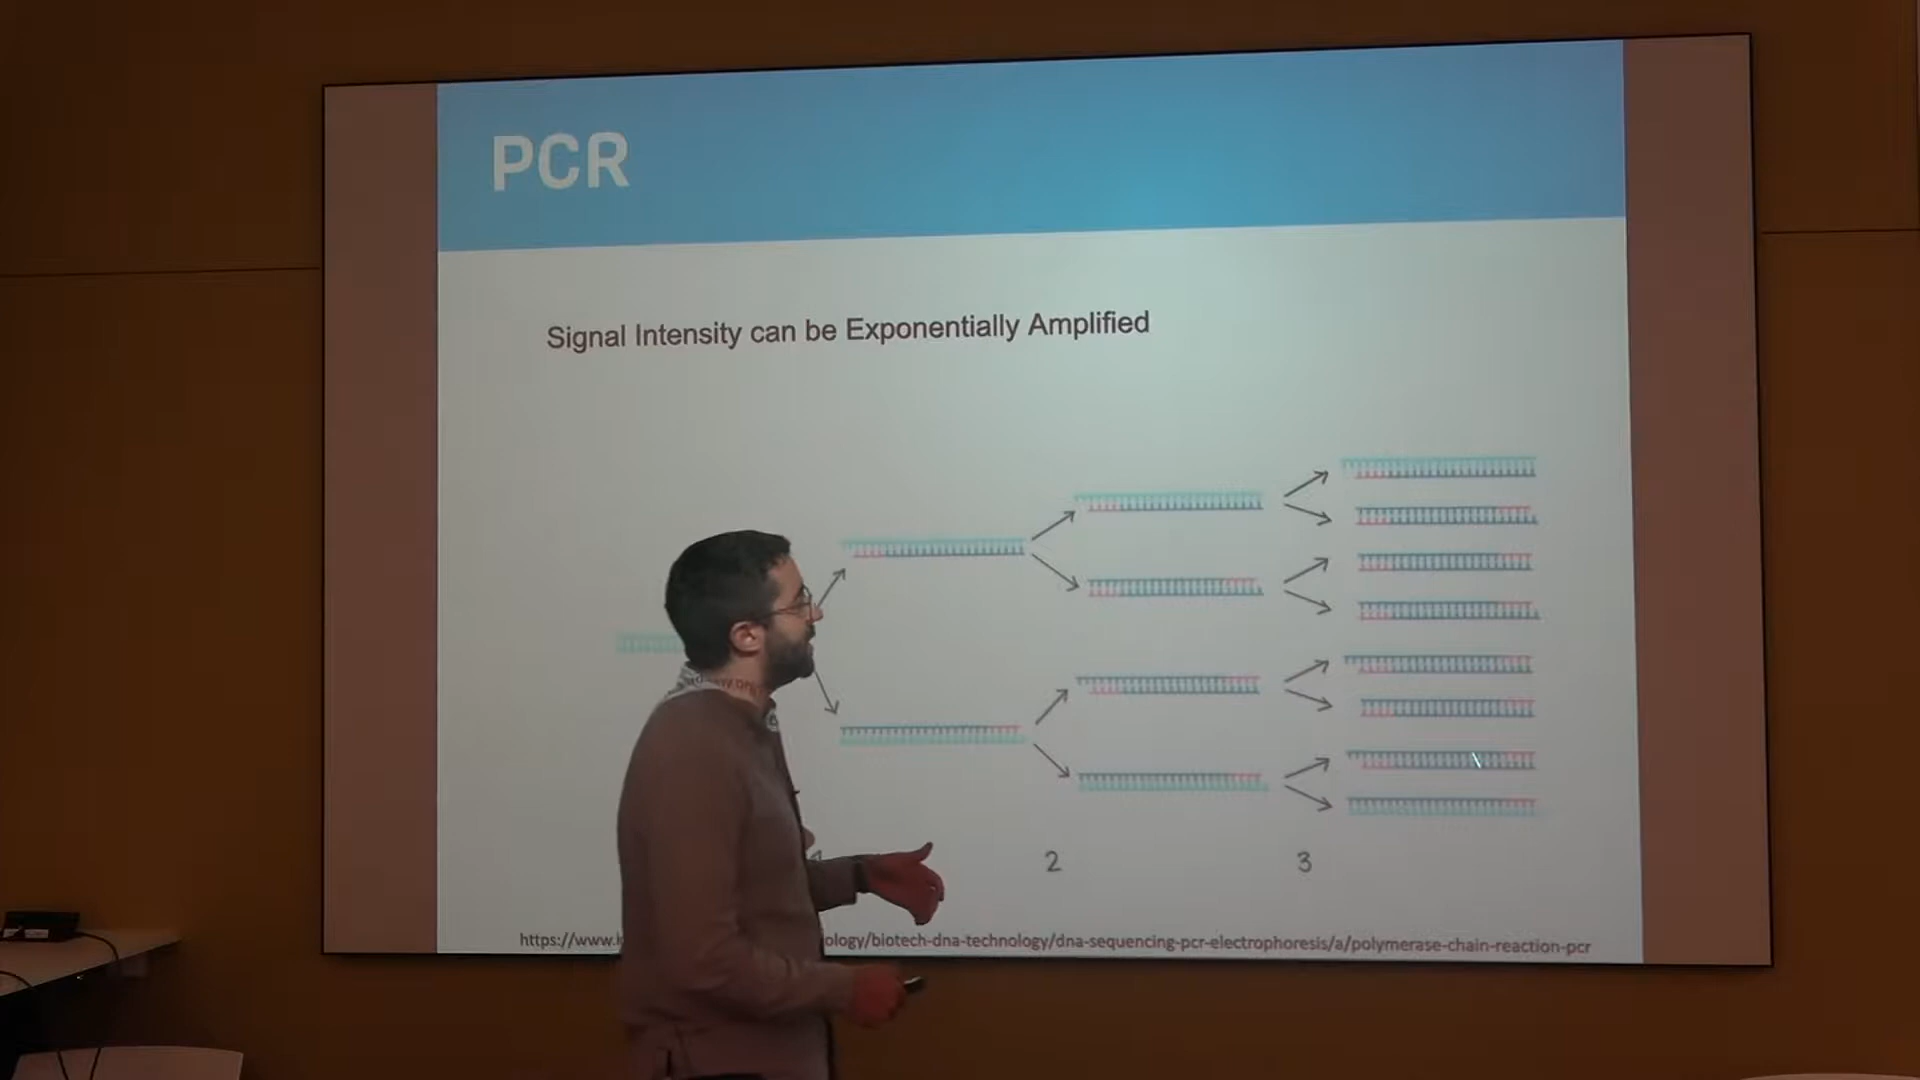 PCR
Signal Intensity can be Exponentially Amplified
2
3
https://www. ology/biotech-dna-technology/dna-sequencing-pcr-electrophoresis/a/polymerase-chain-reaction-pcr